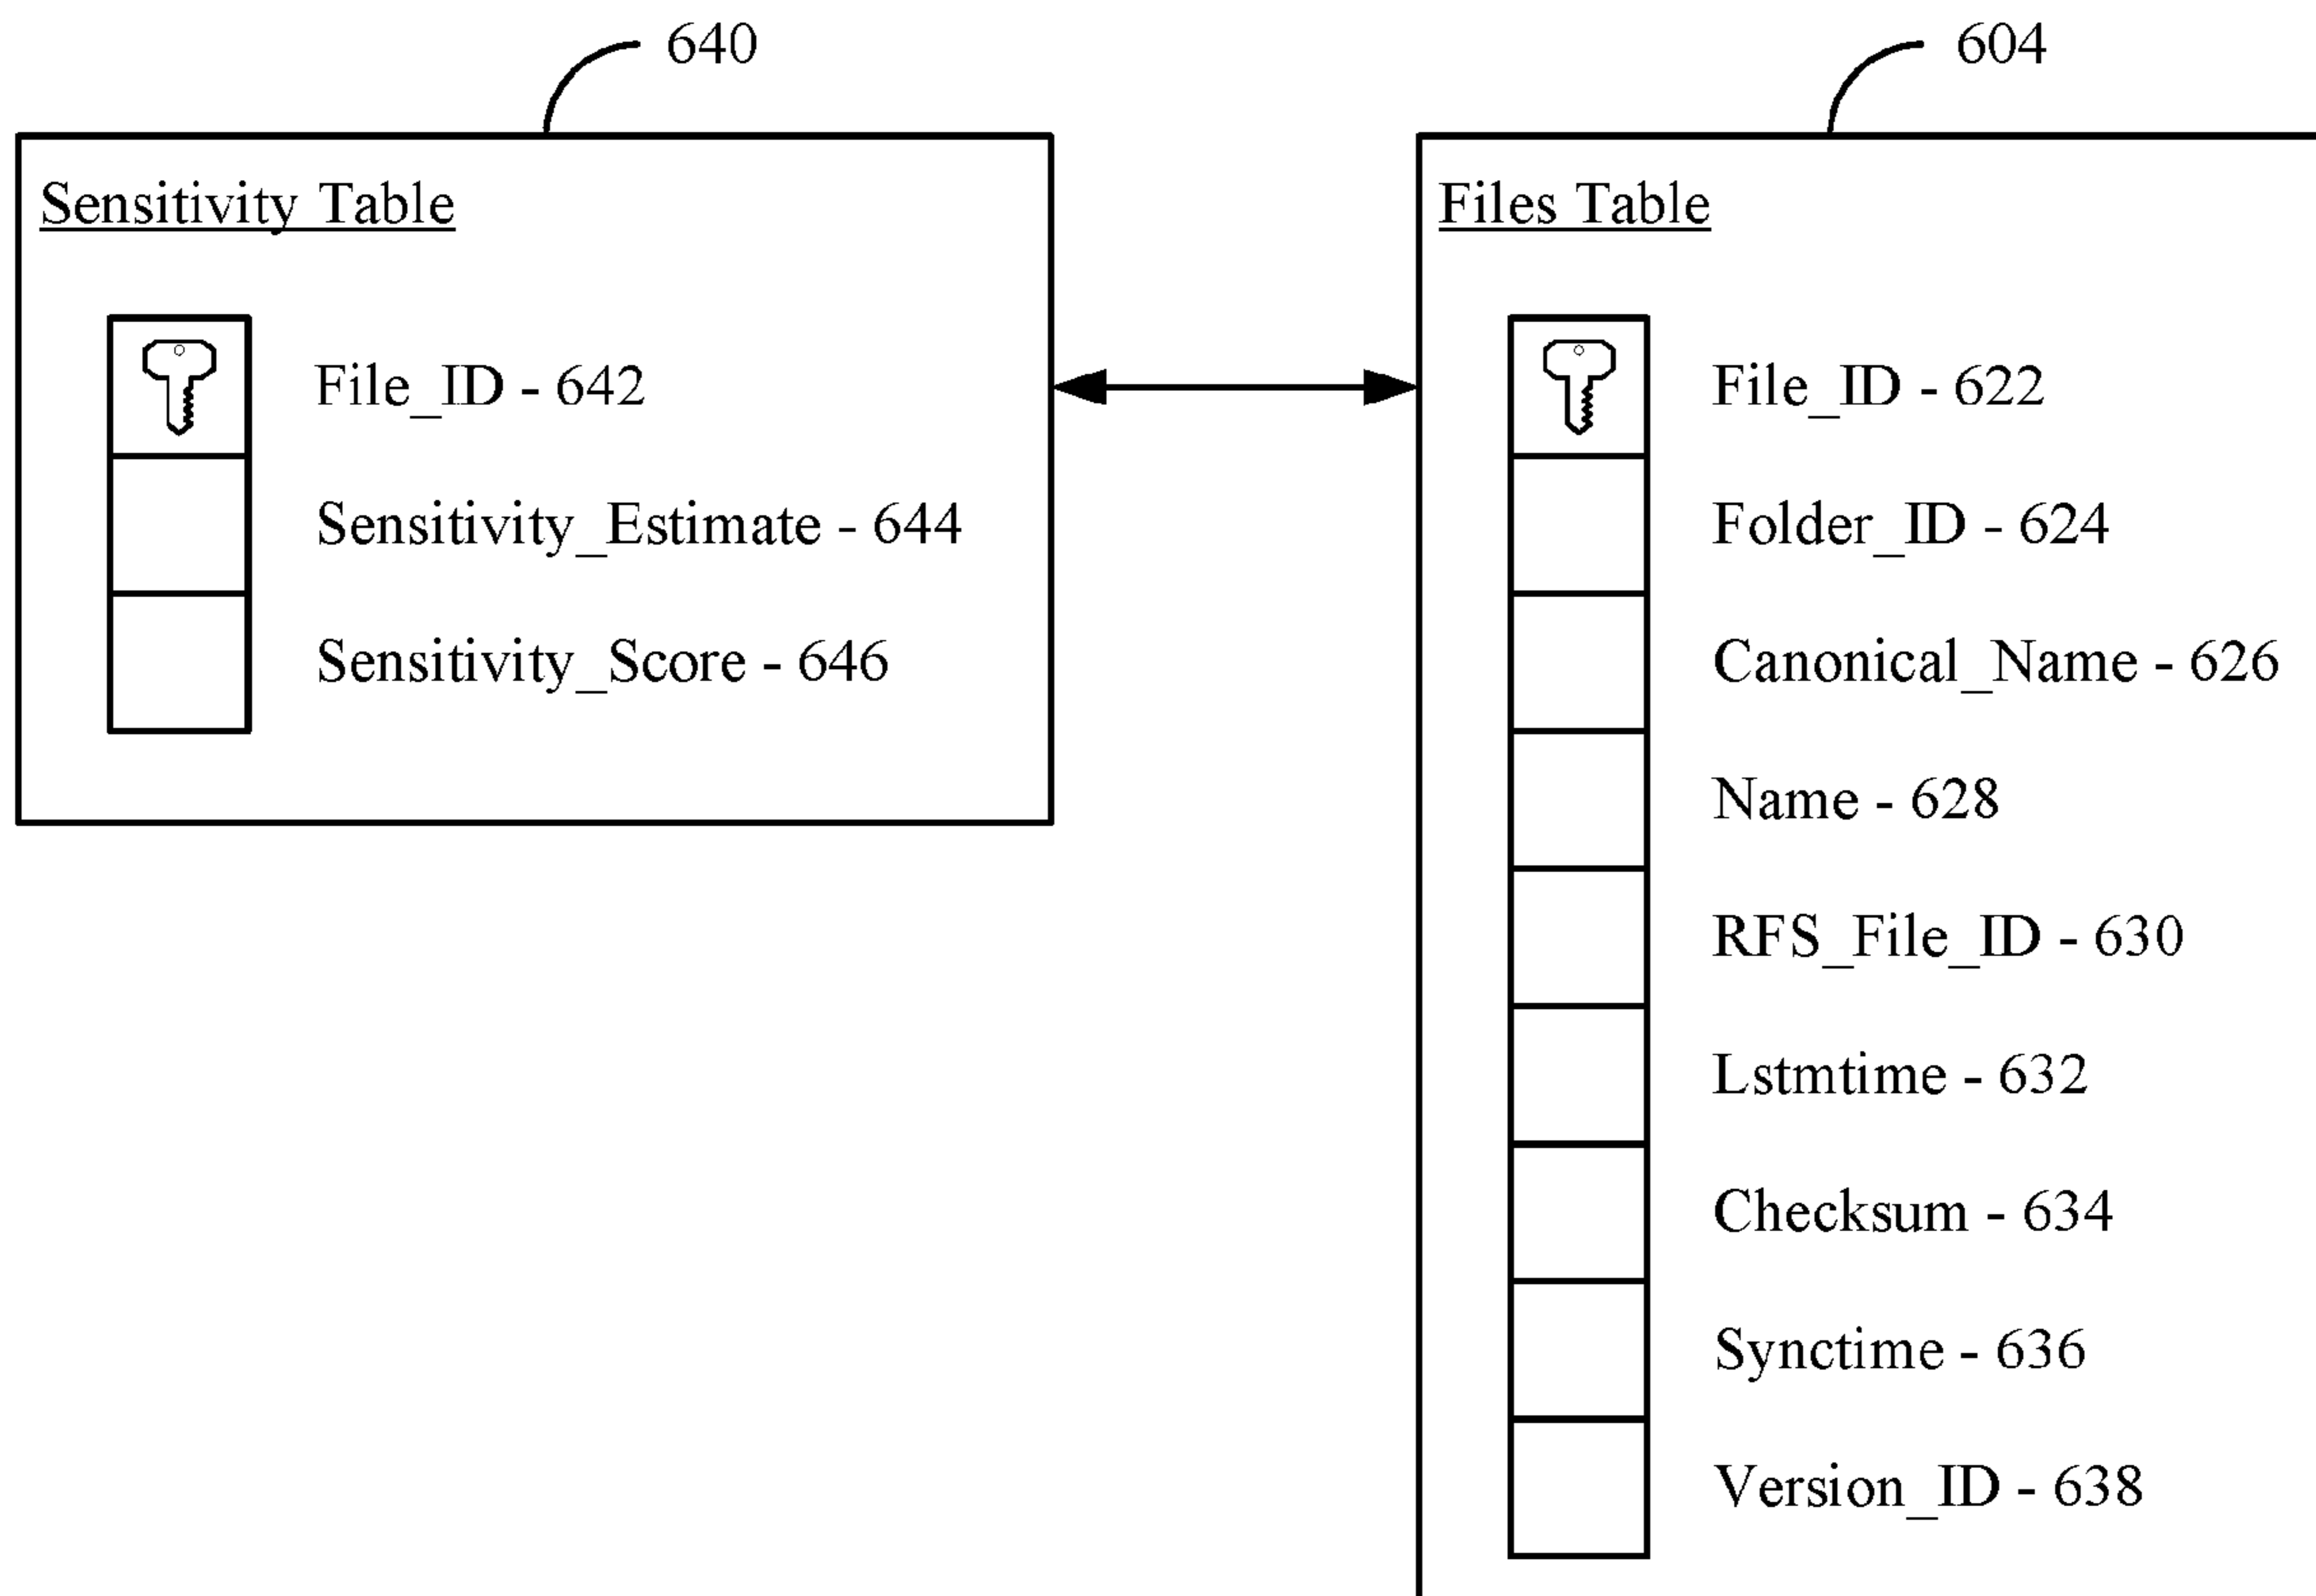 640
Sensitivity Table
File_ID - 642
Sensitivity_Estimate - 644
Sensitivity_Score - 646
604
Files Table
File_ID - 622
Folder_ID - 624
Canonical_Name - 626
Name - 628
RFS_File_ID - 630
Lstmtime - 632
Checksum - 634
Synctime - 636
Version_ID - 638